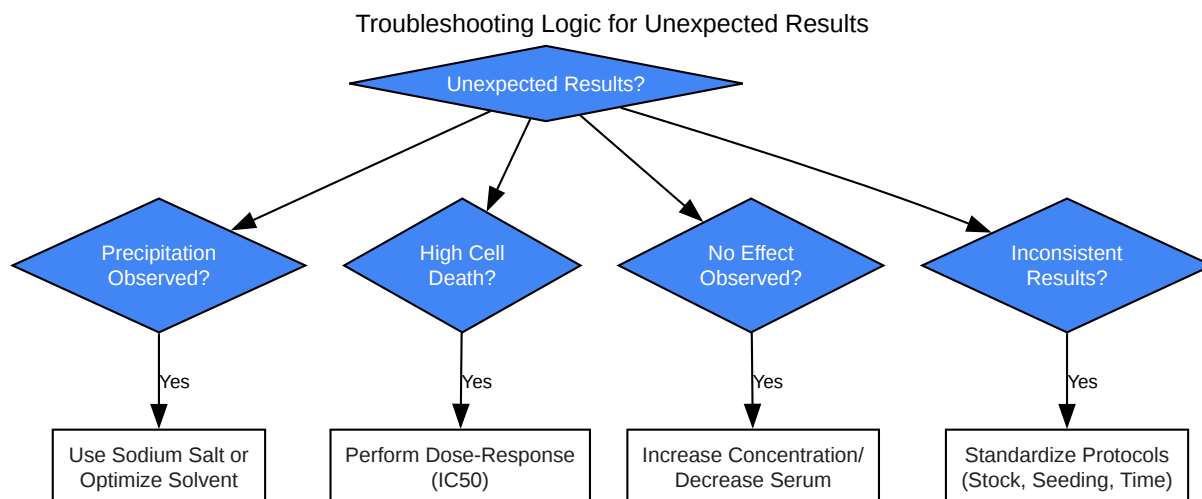 Troubleshooting Logic for Unexpected Results
Unexpected Results?
Precipitation
Observed?
High Cell
Death?
No Effect
Observed?
Inconsistent
Results?
Yes
Yes
Yes
Yes
Use Sodium Salt or
Optimize Solvent
Perform Dose-Response
(IC50)
Increase Concentration/
Decrease Serum
Standardize Protocols
(Stock, Seeding, Time)